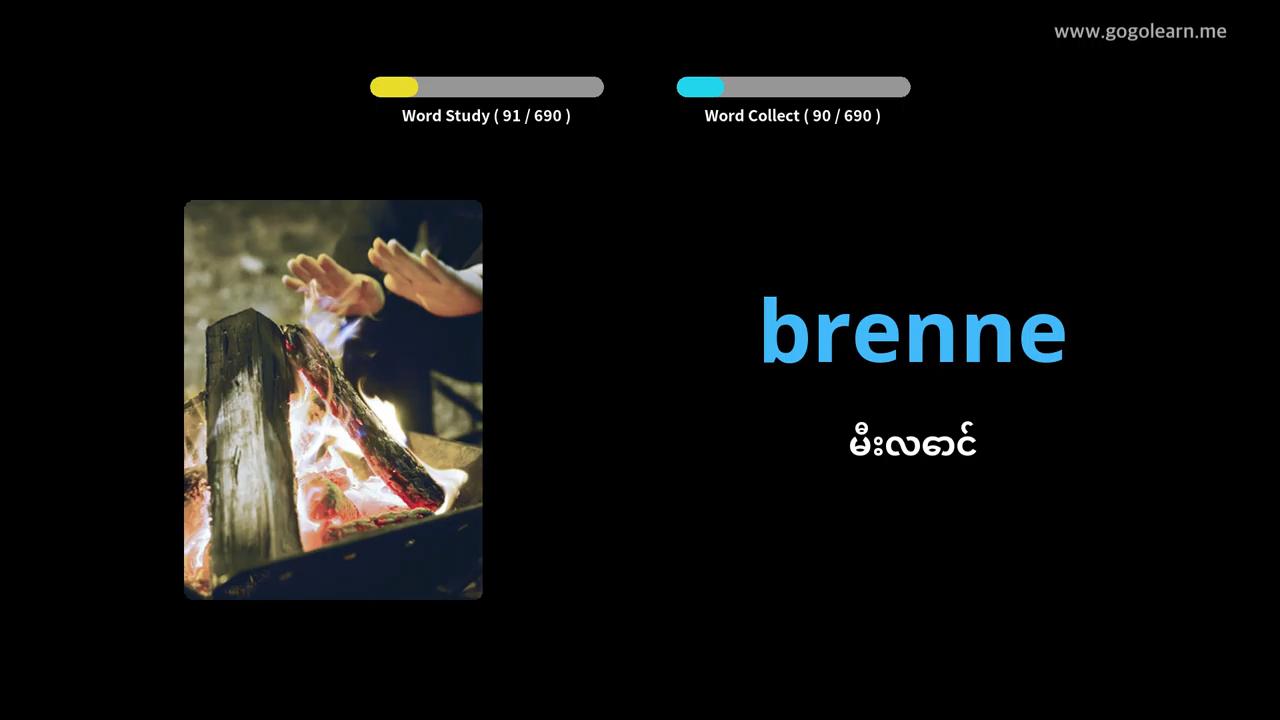 www.gogolearn.me
Word Study ( 91 / 690 )
Word Collect ( 90 / 690 )
brenne
မီးလောင်